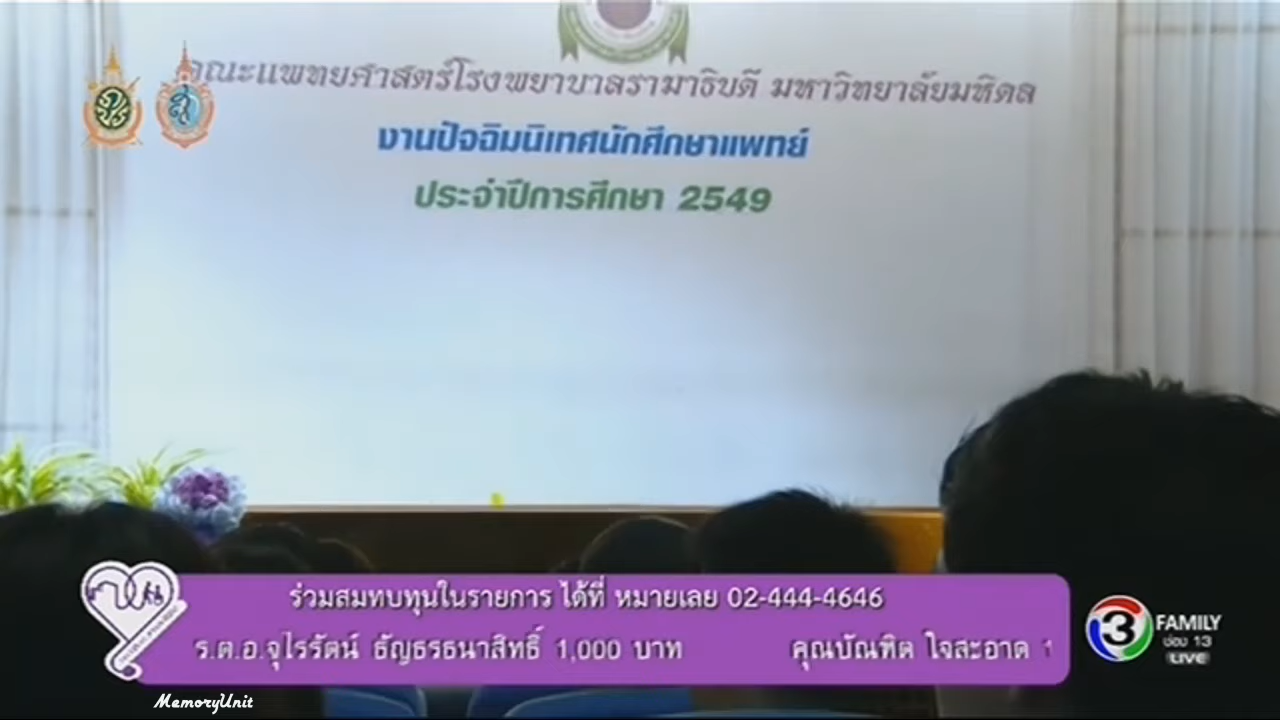 คณะแพทยศาสตร์โรงพยาบาลรามาธิบดี มหาวิทยาลัยมหิดล
งานปัจฉิมนิเทศนักศึกษาแพทย์
ประจำปีการศึกษา 2549
ร่วมสมทบทุนในรายการ ได้ที่ หมายเลข 02-444-4646
ร.ต.อ.จุไรรัตน์ ธัญธรธนาสิทธิ์ 1,000 บาท คุณบัณฑิต ใจสะอาด 1
3 FAMILY
ช่อง 13
LIVE
MemoryUnit